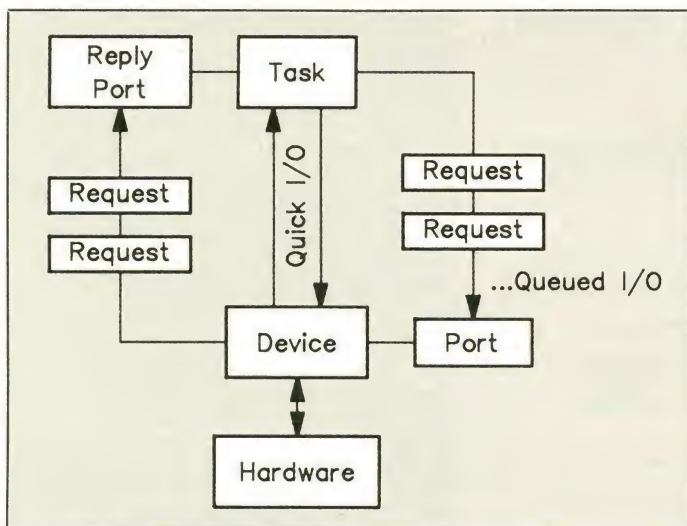 Reply
Port
Task
Quick I/O
Request
Request
Request
Request
...Queued I/O
Device
Port
Hardware